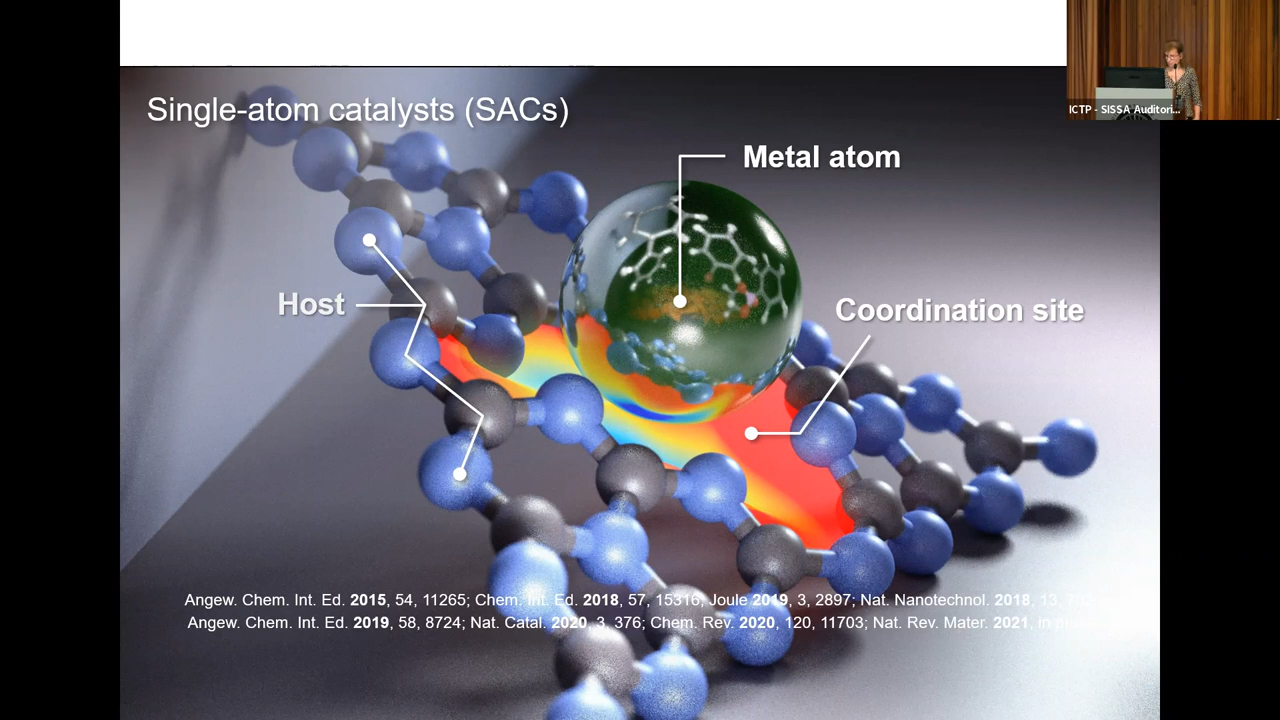 Single-atom catalysts (SACs)
ICTP - SISSA Auditori...
Metal atom
Host
Coordination site
Angew. Chem. Int. Ed. 2015, 54, 11265; Chem. Int. Ed. 2018, 57, 15316; Joule 2019, 3, 2897; Nat. Nanotechnol. 2018, 13,
Angew. Chem. Int. Ed. 2019, 58, 8724; Nat. Catal. 2020, 3, 376; Chem. Rev. 2020, 120, 11703; Nat. Rev. Mater. 2021, in